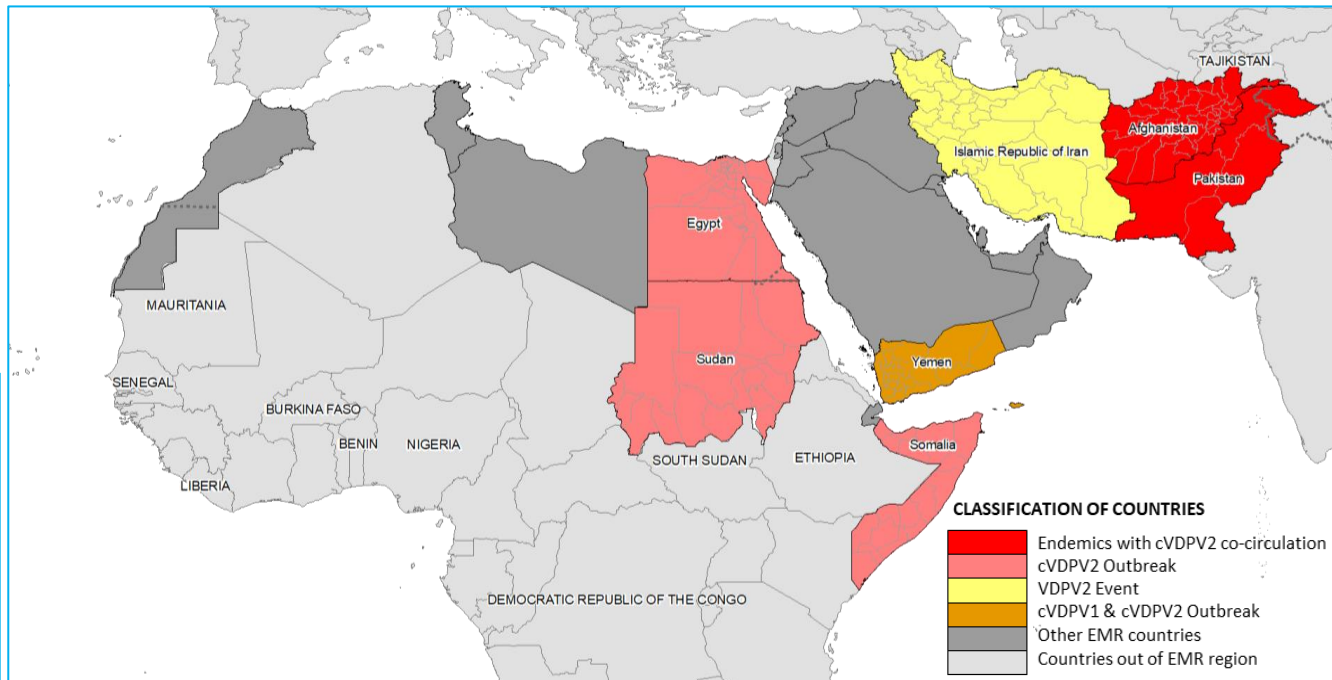 TAJIKISTAN
Afghanistan
Islamic Republic of Iran
Pakistan
Egypt
MAURITANIA
Sudan
Yemen
SENEGAL
BURKINA FASO
BENIN
NIGERIA
Somalia
SOUTH SUDAN
ETHIOPIA
LIBERIA
CLASSIFICATION OF COUNTRIES
Endemics with cVDPV2 co-circulation
cVDPV2 Outbreak
VDPV2 Event
DEMOCRATIC REPUBLIC OF THE CONGO
cVDPV1 & cVDPV2 Outbreak
Other EMR countries
Countries out of EMR region